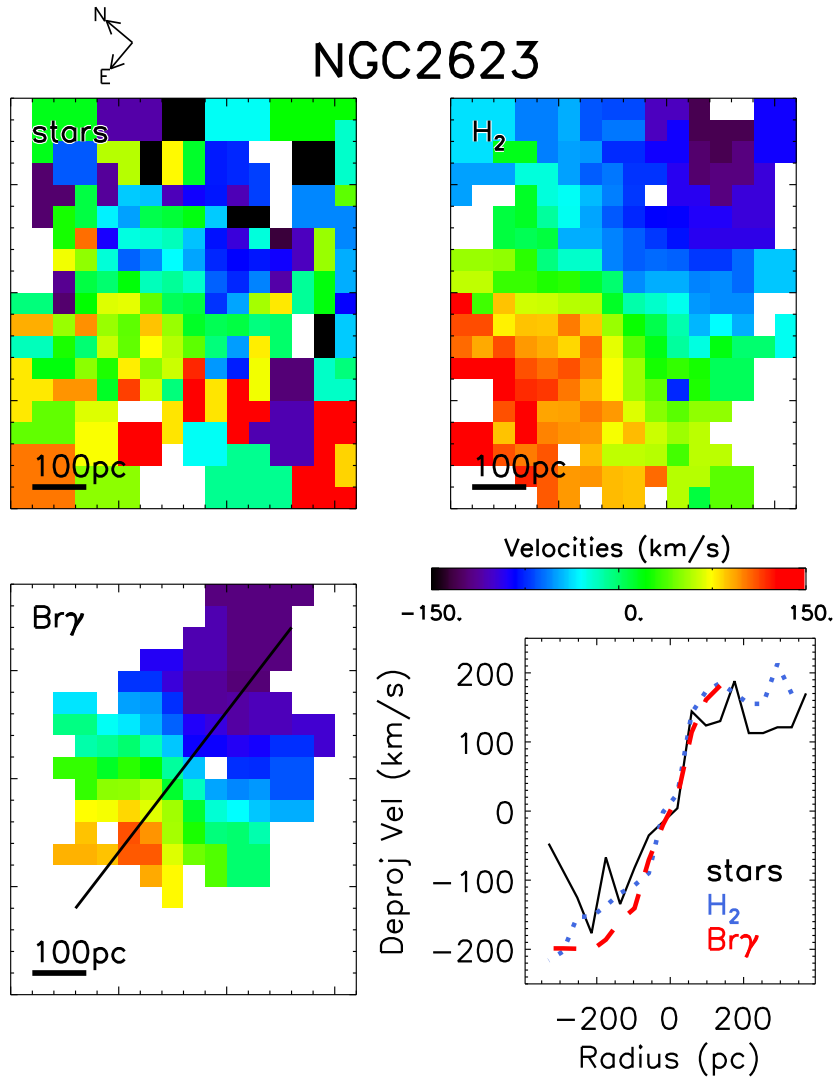 N
E
NGC2623
stars
H₂
100pc
100pc
Velocities (km/s)
-150. 0. 150.
Brγ
100pc
Deproj Vel (km/s)
200
100
0
-100
-200
stars
H₂
Brγ
-200 0 200
Radius (pc)